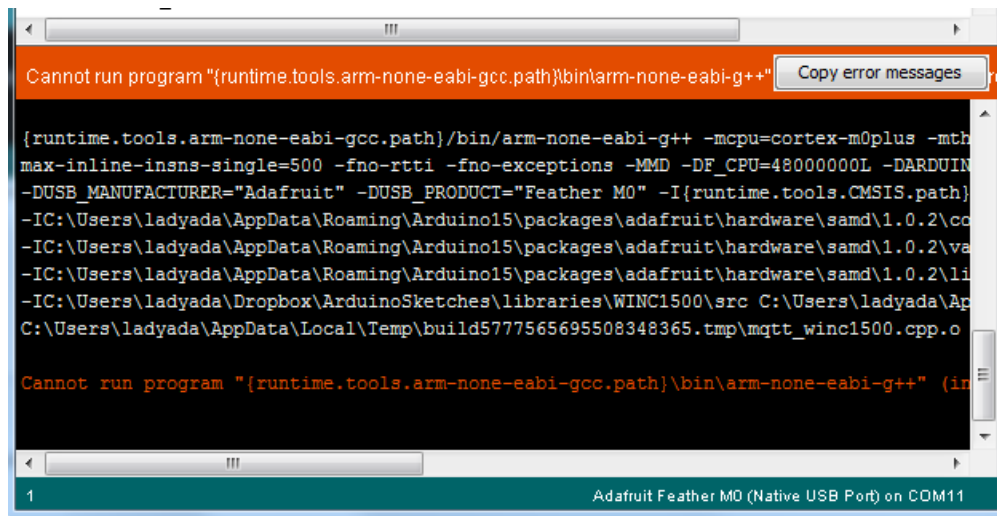 Cannot run program "{runtime.tools.arm-none-eabi-gcc.path}\bin\arm-none-eabi-g++"
Copy error messages
{runtime.tools.arm-none-eabi-gcc.path}/bin/arm-none-eabi-g++ -mcpu=cortex-m0plus -mth
max-inline-insns-single=500 -fno-rtti -fno-exceptions -MMD -DF_CPU=48000000L -DARDUIN
-DUSB_MANUFACTURER="Adafruit" -DUSB_PRODUCT="Feather M0" -I{runtime.tools.CMSIS.path}
-IC:\Users\ladyada\AppData\Roaming\Arduino15\packages\adafruit\hardware\samd\1.0.2\co
-IC:\Users\ladyada\AppData\Roaming\Arduino15\packages\adafruit\hardware\samd\1.0.2\va
-IC:\Users\ladyada\AppData\Roaming\Arduino15\packages\adafruit\hardware\samd\1.0.2\li
-IC:\Users\ladyada\Dropbox\ArduinoSketches\libraries\WINC1500\src C:\Users\ladyada\Ap
C:\Users\ladyada\AppData\Local\Temp\build5777565695508348365.tmp\mqtt_winc1500.cpp.o
Cannot run program "{runtime.tools.arm-none-eabi-gcc.path}\bin\arm-none-eabi-g++" (in
1
Adafruit Feather M0 (Native USB Port) on COM11